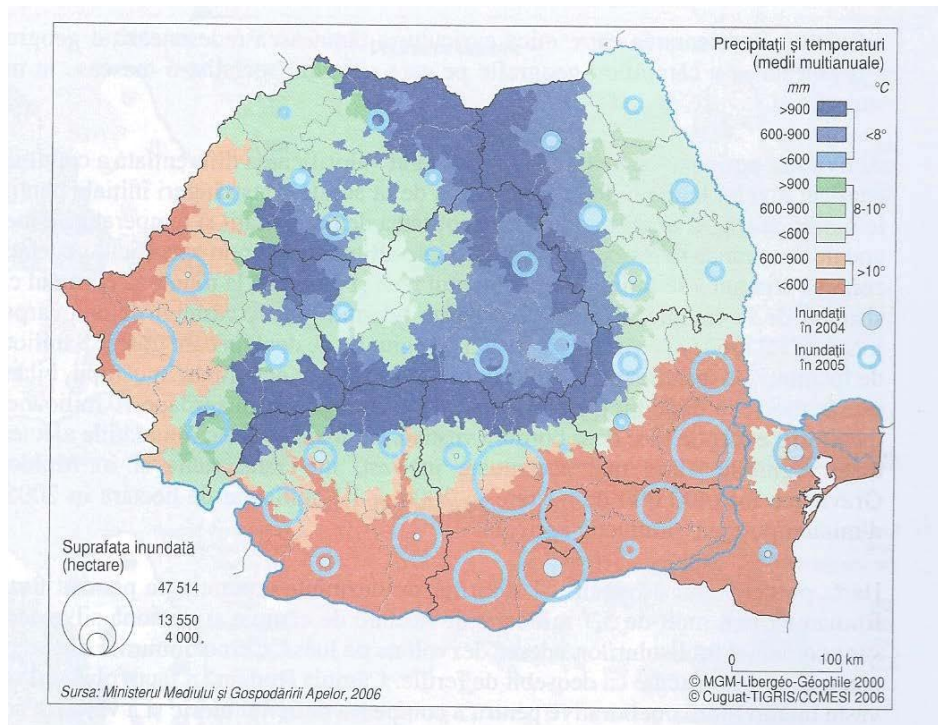 Precipitații și temperaturi
(medii multianuale)
mm
°C
>900
600-900
<600
<8°
>900
600-900
<600
8-10°
600-900
<600
>10°
Inundații
în 2004
Inundații
în 2005
Suprafața inundată
(hectare)
47 514
13 550
4 000
Sursa: Ministerul Mediului și Gospodăririi Apelor, 2006
0
100 km
© MGM-Libergéo-Géophile 2000
© Cuguat-TIGRIS/CCMESI 2006